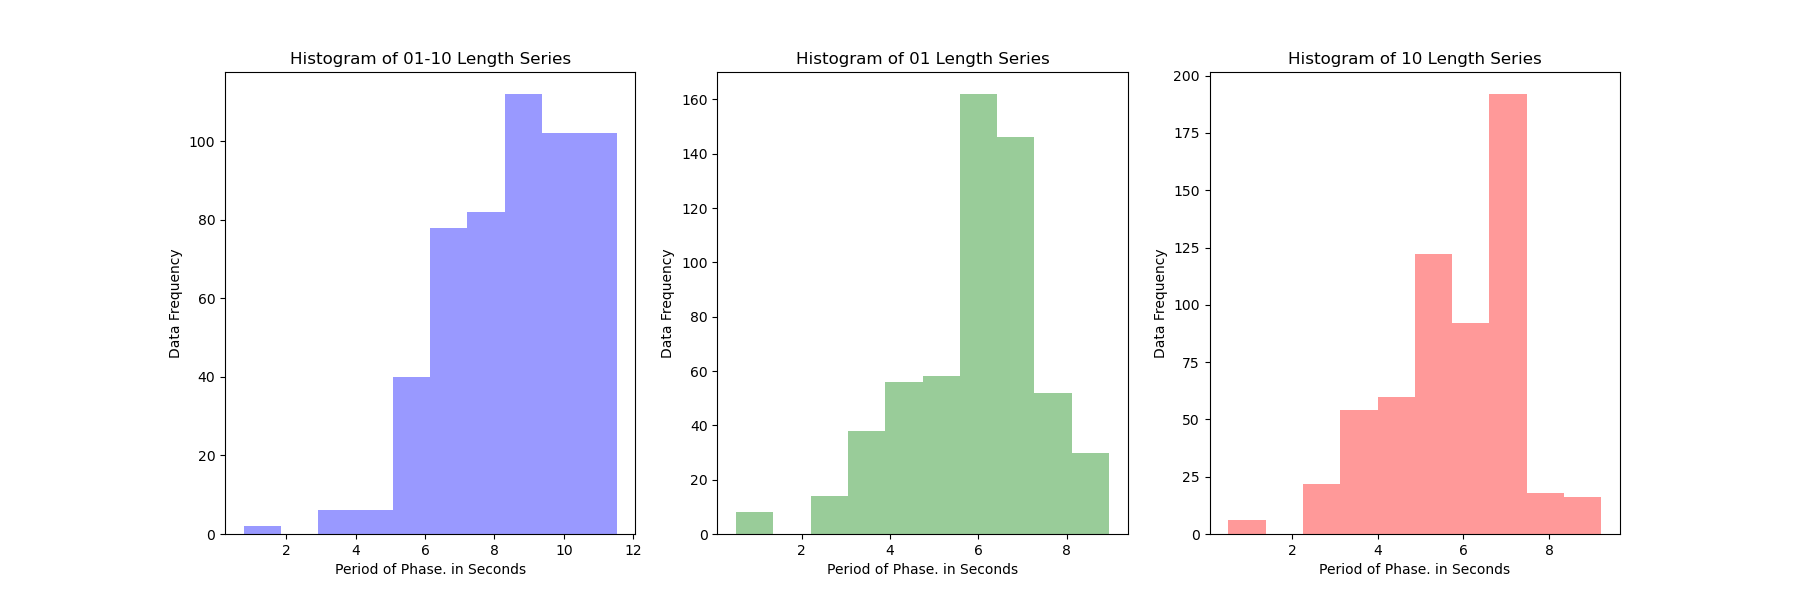 Histogram of 01-10 Length Series
Data Frequency
100
80
60
40
20
0
2 4 6 8 10 12
Period of Phase. in Seconds
Histogram of 01 Length Series
Data Frequency
160
140
120
100
80
60
40
20
0
2 4 6 8
Period of Phase. in Seconds
Histogram of 10 Length Series
Data Frequency
200
175
150
125
100
75
50
25
0
2 4 6 8
Period of Phase. in Seconds